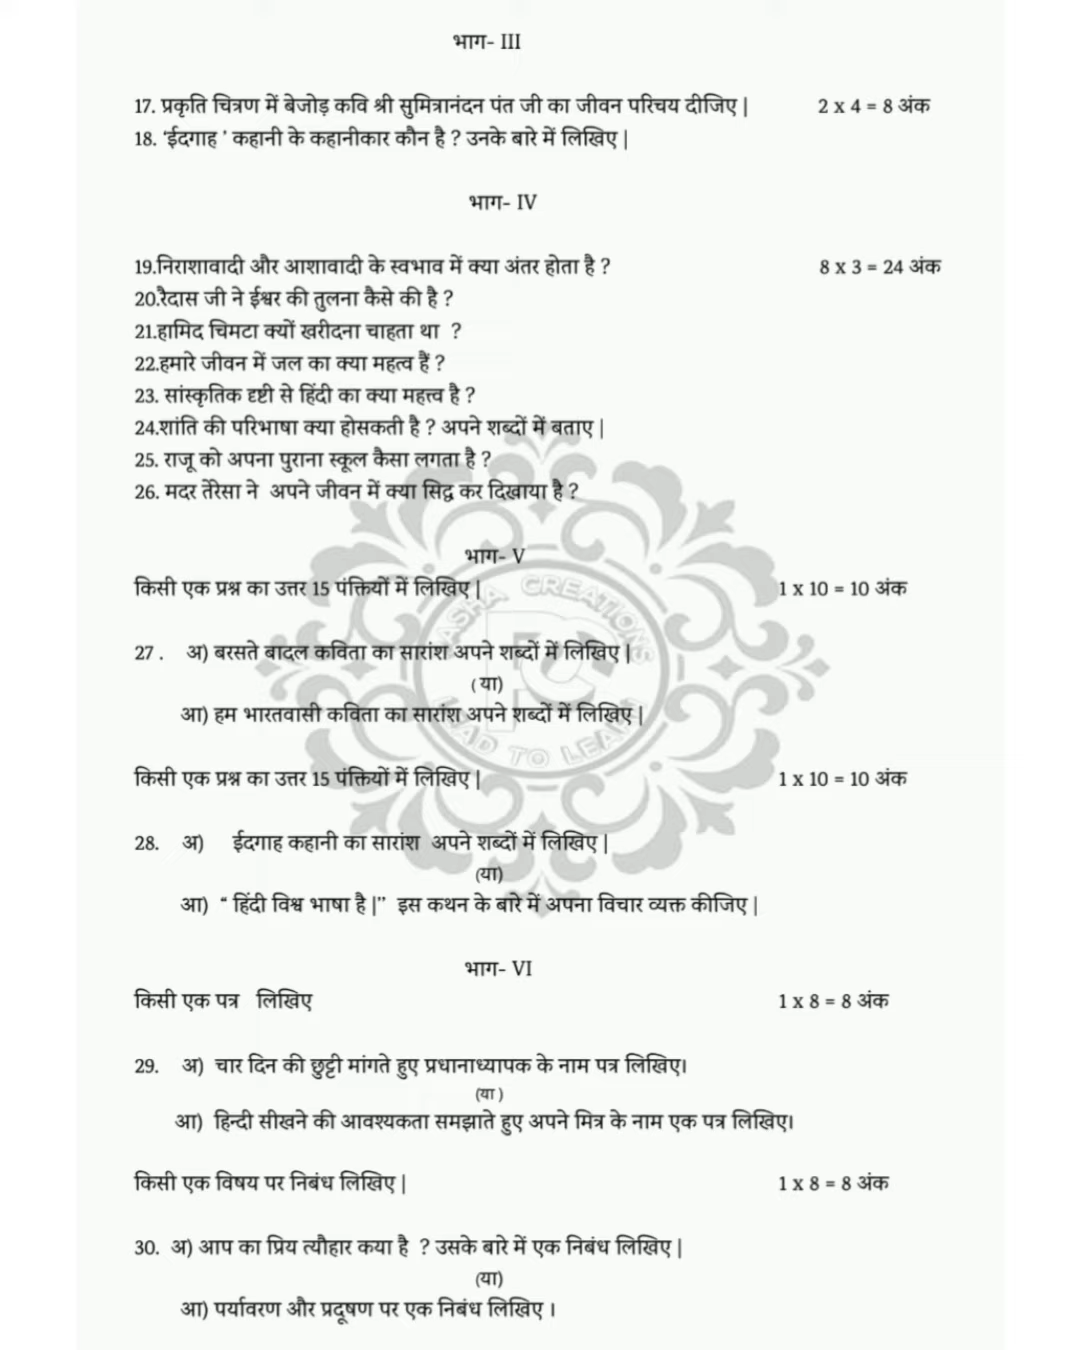 भाग- III
17. प्रकृति चित्रण में बेजोड़ कवि श्री सुमित्रानंदन पंत जी का जीवन परिचय दीजिए | 2 x 4 = 8 अंक
18. 'ईदगाह ' कहानी के कहानीकार कौन है ? उनके बारे में लिखिए |
भाग- IV
19.निराशावादी और आशावादी के स्वभाव में क्या अंतर होता है ? 8 x 3 = 24 अंक
20.रैदास जी ने ईश्वर की तुलना कैसे की है ?
21.हामिद चिमटा क्यों खरीदना चाहता था ?
22.हमारे जीवन में जल का क्या महत्व हैं ?
23. सांस्कृतिक दृष्टी से हिंदी का क्या महत्त्व है ?
24.शांति की परिभाषा क्या होसकती है ? अपने शब्दों में बताए |
25. राजू को अपना पुराना स्कूल कैसा लगता है ?
26. मदर तेरेसा ने अपने जीवन में क्या सिद्ध कर दिखाया है ?
भाग- V
किसी एक प्रश्न का उत्तर 15 पंक्तियों में लिखिए | 1 x 10 = 10 अंक
27 . अ) बरसते बादल कविता का सारांश अपने शब्दों में लिखिए |
( या)
आ) हम भारतवासी कविता का सारांश अपने शब्दों में लिखिए |
किसी एक प्रश्न का उत्तर 15 पंक्तियों में लिखिए | 1 x 10 = 10 अंक
28. अ) ईदगाह कहानी का सारांश अपने शब्दों में लिखिए |
(या)
आ) “ हिंदी विश्व भाषा है |” इस कथन के बारे में अपना विचार व्यक्त कीजिए |
भाग- VI
किसी एक पत्र लिखिए 1 x 8 = 8 अंक
29. अ) चार दिन की छुट्टी मांगते हुए प्रधानाध्यापक के नाम पत्र लिखिए।
(या )
आ) हिन्दी सीखने की आवश्यकता समझाते हुए अपने मित्र के नाम एक पत्र लिखिए।
किसी एक विषय पर निबंध लिखिए | 1 x 8 = 8 अंक
30. अ) आप का प्रिय त्यौहार कया है ? उसके बारे में एक निबंध लिखिए |
(या)
आ) पर्यावरण और प्रदूषण पर एक निबंध लिखिए ।